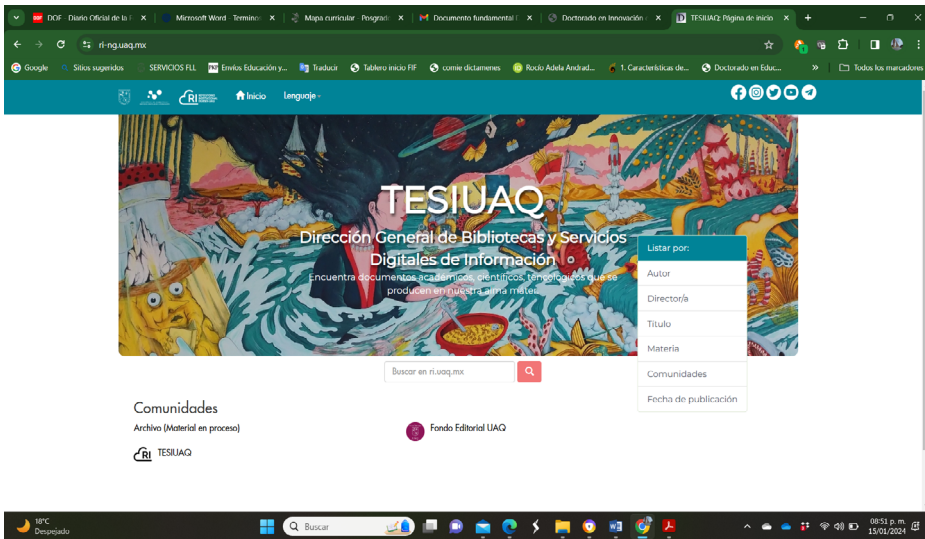 DOF - Diario Oficial de la F
Microsoft Word - Termino
Mapa curricular - Posgrad
Documento fundamental
Doctorado en Innovación
TESIUAQ: Página de inicio
ri-ng.uaq.mx
Google
Sitios sugeridos
SERVICIOS FLL
Envíos Educación y...
Traducir
Tablero inicio FIF
comie dictamenes
Rocío Adela Andrad...
1. Características de...
Doctorado en Educ...
»
Todos los marcadores
RI
Inicio
Lenguaje
TESIUAQ
Dirección General de Bibliotecas y Servicios
Digitales de Información
Encuentra documentos académicos, científicos, tencológicos que se
producen en nuestra alma mater.
Listar por:
Autor
Director/a
Título
Materia
Comunidades
Fecha de publicación
Buscar en ri.uaq.mx
Comunidades
Archivo (Material en proceso)
Fondo Editorial UAQ
RI TESIUAQ
18°C
Despejado
Buscar
08:51 p. m.
15/01/2024